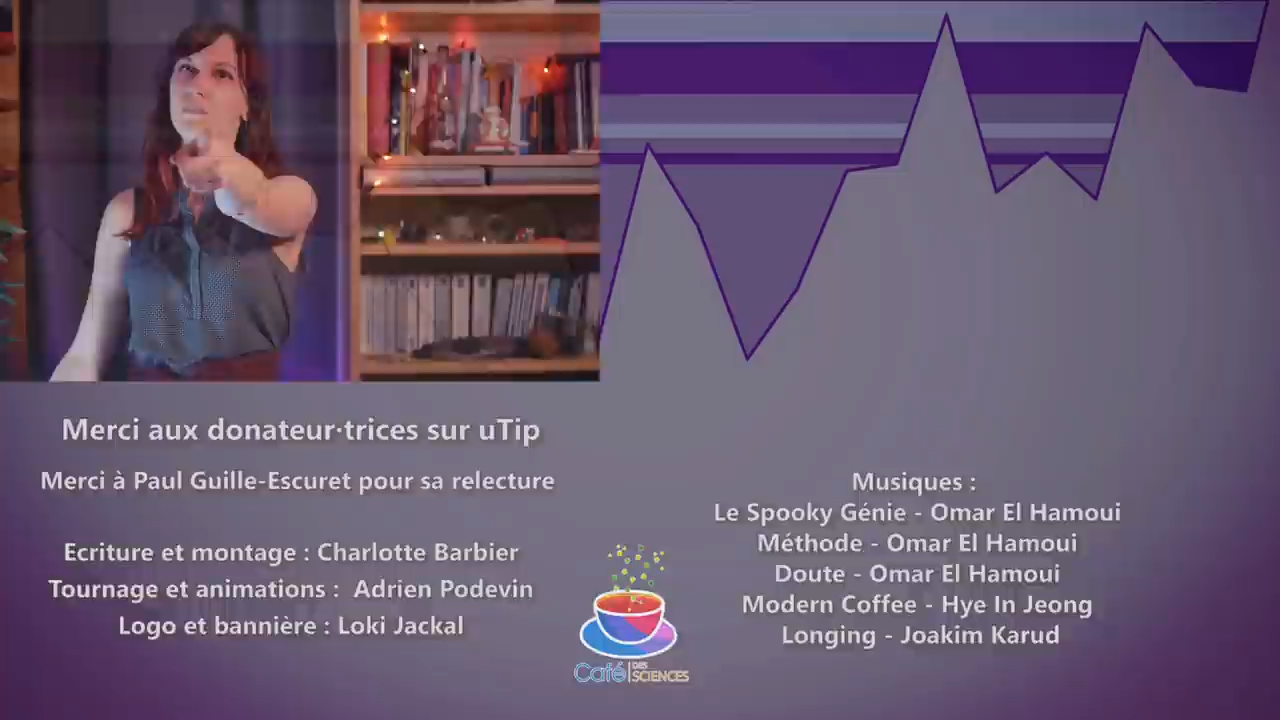 Merci aux donateur·trices sur uTip
Merci à Paul Guille-Escuret pour sa relecture
Ecriture et montage : Charlotte Barbier
Tournage et animations : Adrien Podevin
Logo et bannière : Loki Jackal
Musiques :
Le Spooky Génie - Omar El Hamoui
Méthode - Omar El Hamoui
Doute - Omar El Hamoui
Modern Coffee - Hye In Jeong
Longing - Joakim Karud
Café DES SCIENCES